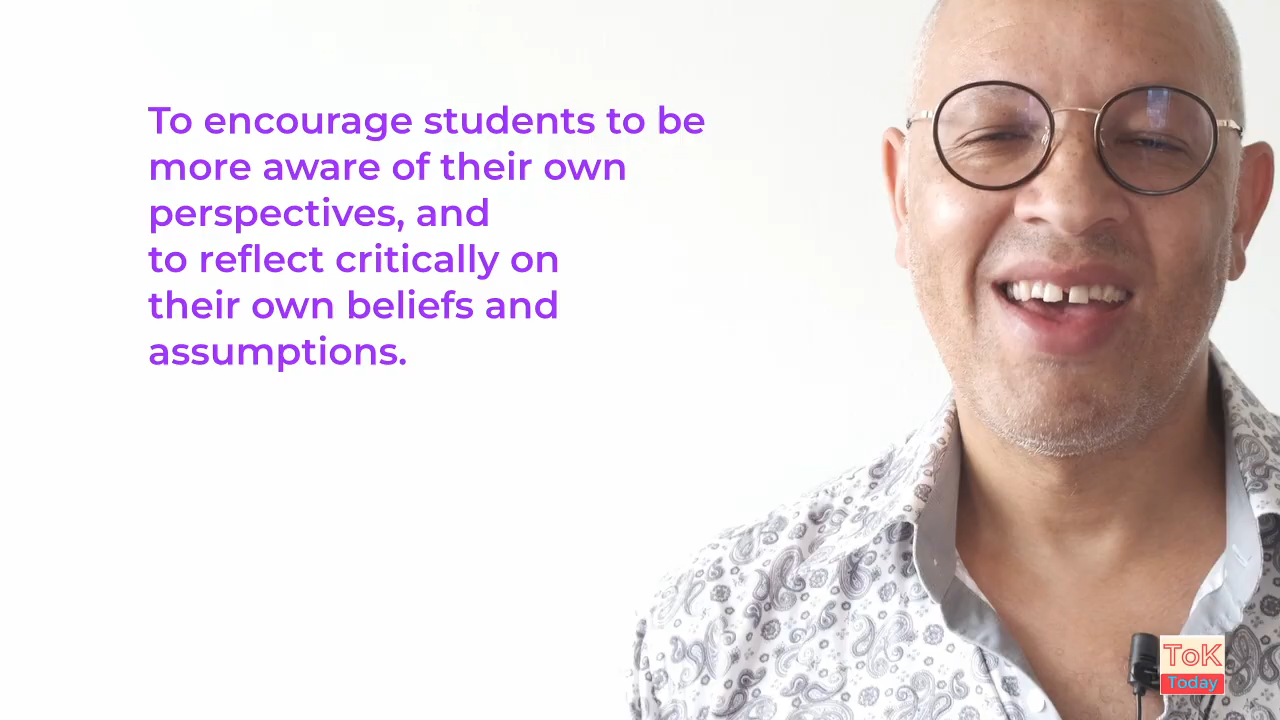 To encourage students to be
more aware of their own
perspectives, and
to reflect critically on
their own beliefs and
assumptions.
ToK
Today